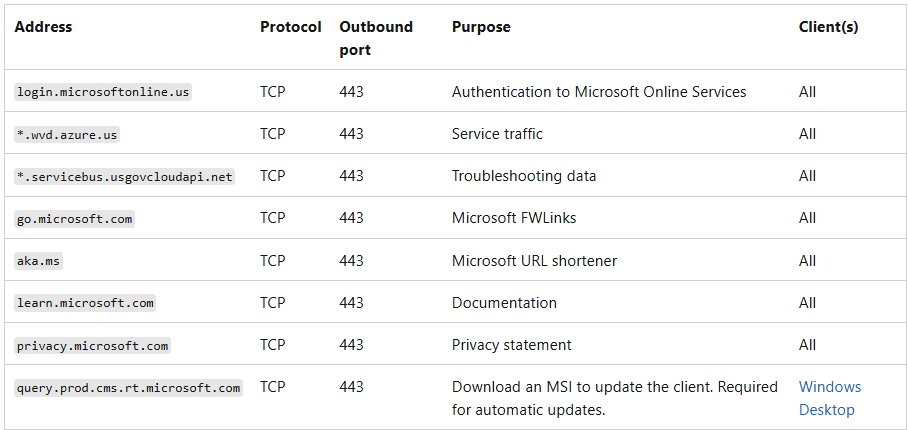 Address Protocol Outbound port Purpose Client(s)
login.microsoftonline.us TCP 443 Authentication to Microsoft Online Services All
*.wvd.azure.us TCP 443 Service traffic All
*.servicebus.usgovcloudapi.net TCP 443 Troubleshooting data All
go.microsoft.com TCP 443 Microsoft FWLinks All
aka.ms TCP 443 Microsoft URL shortener All
learn.microsoft.com TCP 443 Documentation All
privacy.microsoft.com TCP 443 Privacy statement All
query.prod.cms.rt.microsoft.com TCP 443 Download an MSI to update the client. Required Windows
for automatic updates. Desktop